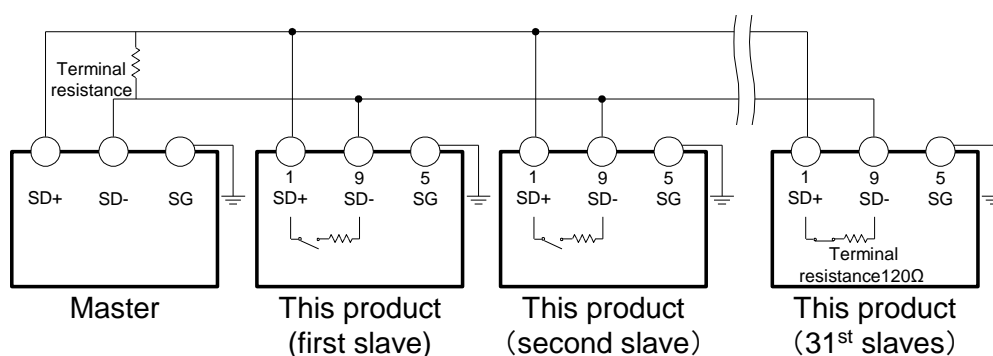 Terminal
resistance
1 9 5
1 9 5
1 9 5
SD+ SD- SG
SD+ SD- SG
SD+ SD- SG
SD+ SD- SG
Terminal
resistance120Ω
Master
This product
(first slave)
This product
（second slave）
This product
（31st slaves）